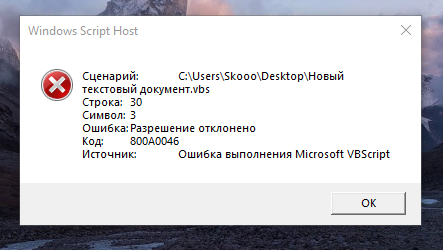 Windows Script Host
Сценарий: C:\Users\Skooo\Desktop\Новый
текстовый документ.vbs
Строка: 30
Символ: 3
Ошибка: Разрешение отклонено
Код: 800A0046
Источник: Ошибка выполнения Microsoft VBScript
OK